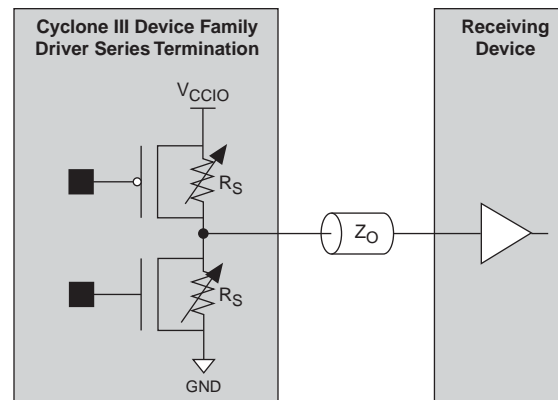 Cyclone III Device Family
Driver Series Termination
Receiving
Device
VCCIO
RS
ZO
RS
GND